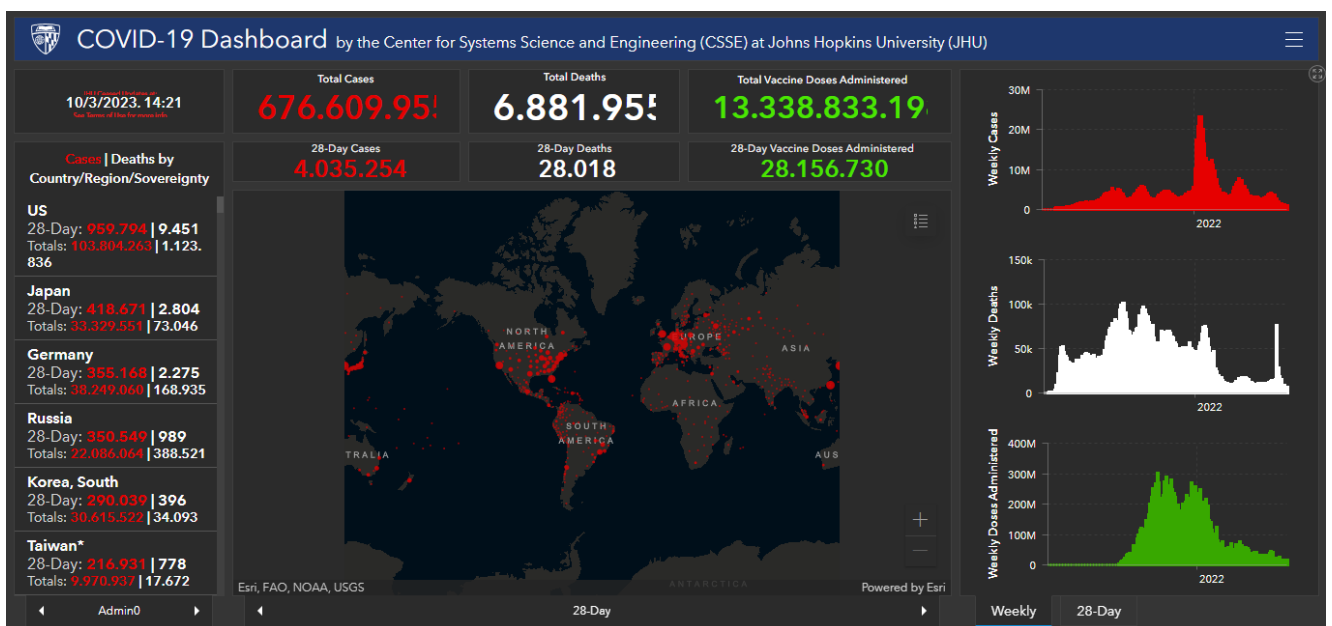 COVID-19 Dashboard by the Center for Systems Science and Engineering (CSSE) at Johns Hopkins University (JHU)
10/3/2023. 14:21
See Terms of Use for more info.
Cases | Deaths by
Country/Region/Sovereignty
US
28-Day: 959.794 | 9.451
Totals: 103.804.263 | 1.123.
836
Japan
28-Day: 418.671 | 2.804
Totals: 33.329.551 | 73.046
Germany
28-Day: 355.168 | 2.275
Totals: 38.249.060 | 168.935
Russia
28-Day: 350.549 | 989
Totals: 22.086.064 | 388.521
Korea, South
28-Day: 290.039 | 396
Totals: 30.615.522 | 34.093
Taiwan*
28-Day: 216.931 | 778
Totals: 9.970.937 | 17.672
Admin0
Total Cases
676.609.95
Total Deaths
6.881.955
Total Vaccine Doses Administered
13.338.833.19
28-Day Cases
4.035.254
28-Day Deaths
28.018
28-Day Vaccine Doses Administered
28.156.730
NORTH
AMERICA
EUROPE
ASIA
AFRICA
SOUTH
AMERICA
TRALIA
AUS
ANTARCTICA
Esri, FAO, NOAA, USGS
Powered by Esri
28-Day
Weekly Cases
30M
20M
10M
0
2022
Weekly Deaths
150k
100k
50k
0
2022
Weekly Doses Administered
400M
300M
200M
100M
0
2022
Weekly
28-Day